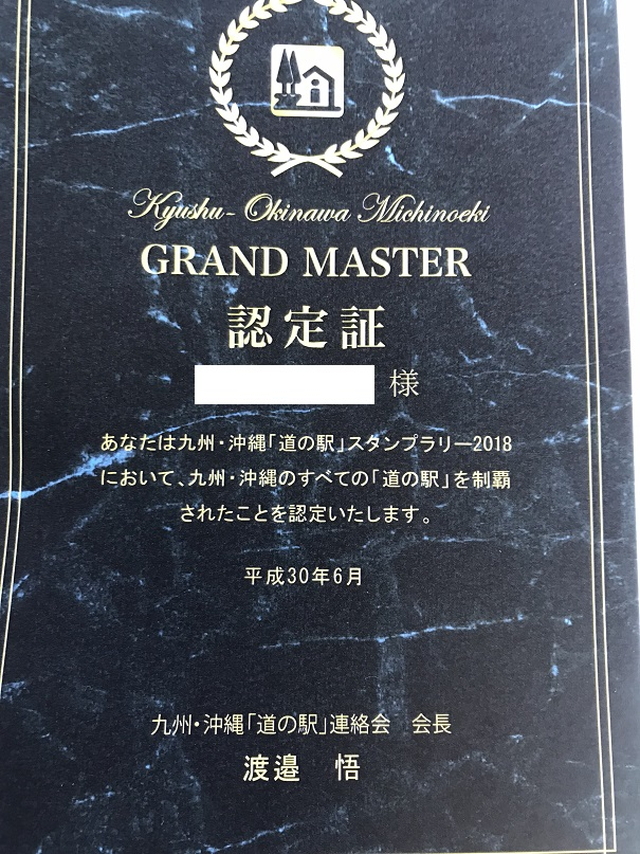 Kyushu-Okinawa Michinoeki
GRAND MASTER
認定証
様
あなたは九州・沖縄「道の駅」スタンプラリー2018
において、九州・沖縄のすべての「道の駅」を制覇
されたことを認定いたします。
平成30年6月
九州・沖縄「道の駅」連絡会　会長
渡邉　悟